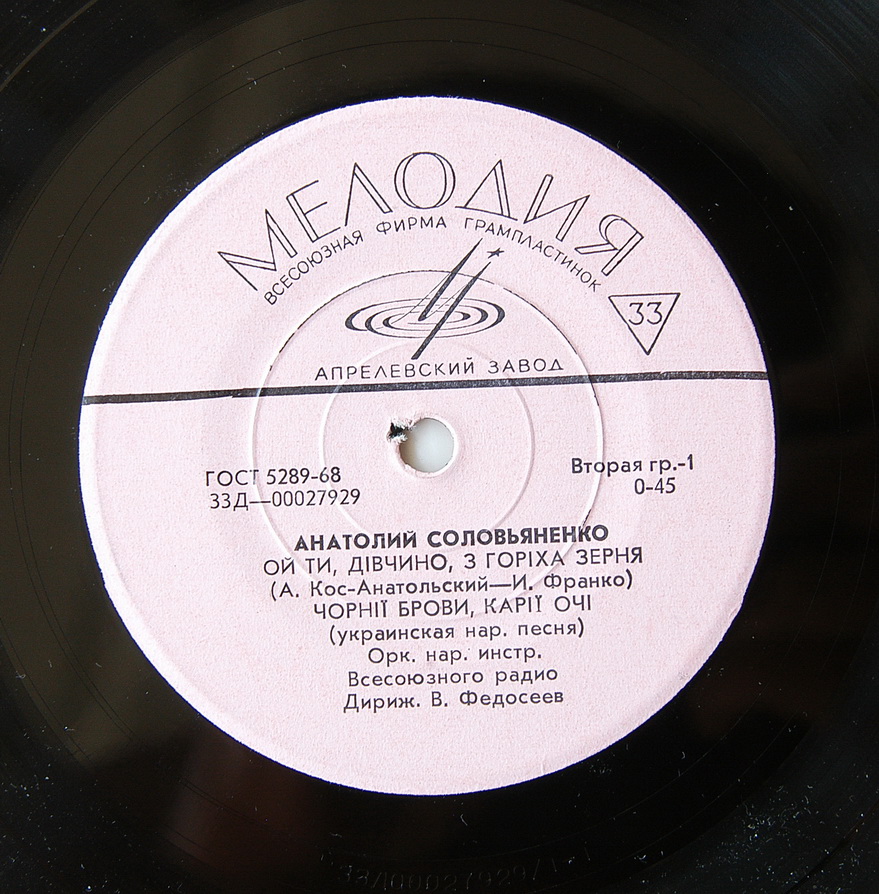 МЕЛОДИЯ
ВСЕСОЮЗНАЯ ФИРМА ГРАМПЛАСТИНОК
33
АПРЕЛЕВСКИЙ ЗАВОД
ГОСТ 5289-68
33Д—00027929
Вторая гр.-1
0-45
АНАТОЛИЙ СОЛОВЬЯНЕНКО
ОЙ ТИ, ДІВЧИНО, З ГОРІХА ЗЕРНЯ
(А. Кос-Анатольский—И. Франко)
ЧОРНІЇ БРОВИ, КАРІЇ ОЧІ
(украинская нар. песня)
Орк. нар. инстр.
Всесоюзного радио
Дириж. В. Федосеев